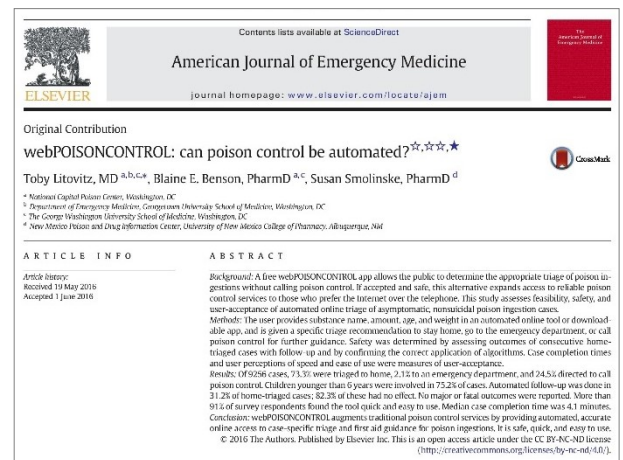 Contents lists available at ScienceDirect
American Journal of Emergency Medicine
journal homepage: www.elsevier.com/locate/ajem
ELSEVIER
The
American Journal of
Emergency Medicine
Original Contribution
webPOISONCONTROL: can poison control be automated?☆,☆☆,★
CrossMark
Toby Litovitz, MD a,b,c,*, Blaine E. Benson, PharmD a,c, Susan Smolinske, PharmD d
a National Capital Poison Center, Washington, DC
b Department of Emergency Medicine, Georgetown University School of Medicine, Washington, DC
c The George Washington University School of Medicine, Washington, DC
d New Mexico Poison and Drug Information Center, University of New Mexico College of Pharmacy, Albuquerque, NM
ARTICLE INFO
Article history:
Received 19 May 2016
Accepted 1 June 2016
ABSTRACT
Background: A free webPOISONCONTROL app allows the public to determine the appropriate triage of poison in-
gestions without calling poison control. If accepted and safe, this alternative expands access to reliable poison
control services to those who prefer the Internet over the telephone. This study assesses feasibility, safety, and
user-acceptance of automated online triage of asymptomatic, nonsuicidal poison ingestion cases.
Methods: The user provides substance name, amount, age, and weight in an automated online tool or download-
able app, and is given a specific triage recommendation to stay home, go to the emergency department, or call
poison control for further guidance. Safety was determined by assessing outcomes of consecutive home-
triaged cases with follow-up and by confirming the correct application of algorithms. Case completion times
and user perceptions of speed and ease of use were measures of user-acceptance.
Results: Of 9256 cases, 73.3% were triaged to home, 2.1% to an emergency department, and 24.5% directed to call
poison control. Children younger than 6 years were involved in 75.2% of cases. Automated follow-up was done in
31.2% of home-triaged cases; 82.3% of these had no effect. No major or fatal outcomes were reported. More than
91% of survey respondents found the tool quick and easy to use. Median case completion time was 4.1 minutes.
Conclusion: webPOISONCONTROL augments traditional poison control services by providing automated, accurate
online access to case-specific triage and first aid guidance for poison ingestions. It is safe, quick, and easy to use.
© 2016 The Authors. Published by Elsevier Inc. This is an open access article under the CC BY-NC-ND license
(http://creativecommons.org/licenses/by-nc-nd/4.0/).